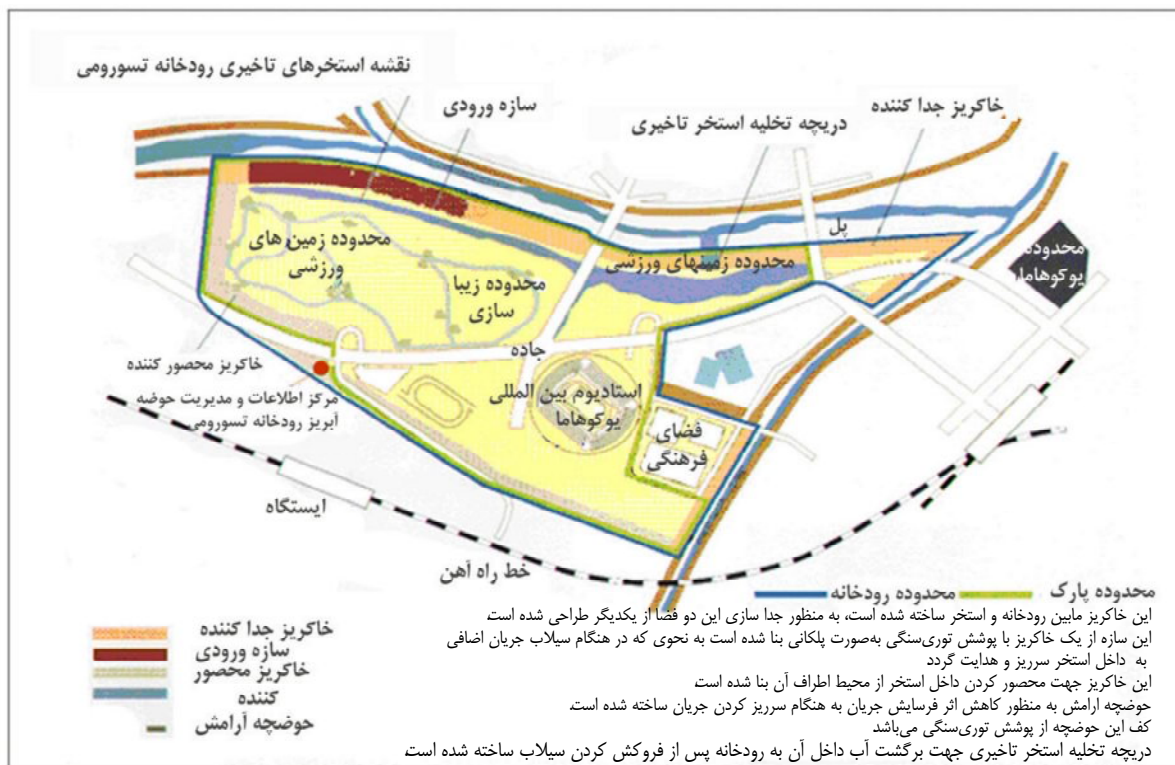 نقشه استخرهای تاخیری رودخانه تسورومی
سازه ورودی
دریچه تخلیه استخر تاخیری
خاکریز جدا کننده
پل
محدوده
یوکوهاما
محدوده زمین های
ورزشی
محدوده زیبا
سازی
محدوده زمینهای ورزشی
جاده
خاکریز محصور کننده
مرکز اطلاعات و مدیریت حوضه
آبریز رودخانه تسورومی
استادیوم بین المللی
یوکوهاما
فضای
فرهنگی
ایستگاه
خط راه آهن
محدوده پارک
محدوده رودخانه
خاکریز جدا کننده
سازه ورودی
خاکریز محصور
کننده
حوضچه آرامش
این خاکریز مابین رودخانه و استخر ساخته شده است، به منظور جدا سازی این دو فضا از یکدیگر طراحی شده است
این سازه از یک خاکریز با پوشش توری‌سنگی به‌صورت پلکانی بنا شده است به نحوی که در هنگام سیلاب جریان اضافی
به داخل استخر سرریز و هدایت گردد
این خاکریز جهت محصور کردن داخل استخر از محیط اطراف آن بنا شده است
حوضچه ارامش به منظور کاهش اثر فرسایش جریان به هنگام سرریز کردن جریان ساخته شده است.
کف این حوضچه از پوشش توری‌سنگی می‌باشد
دریچه تخلیه استخر تاخیری جهت برگشت آب داخل آن به رودخانه پس از فروکش کردن سیلاب ساخته شده است.